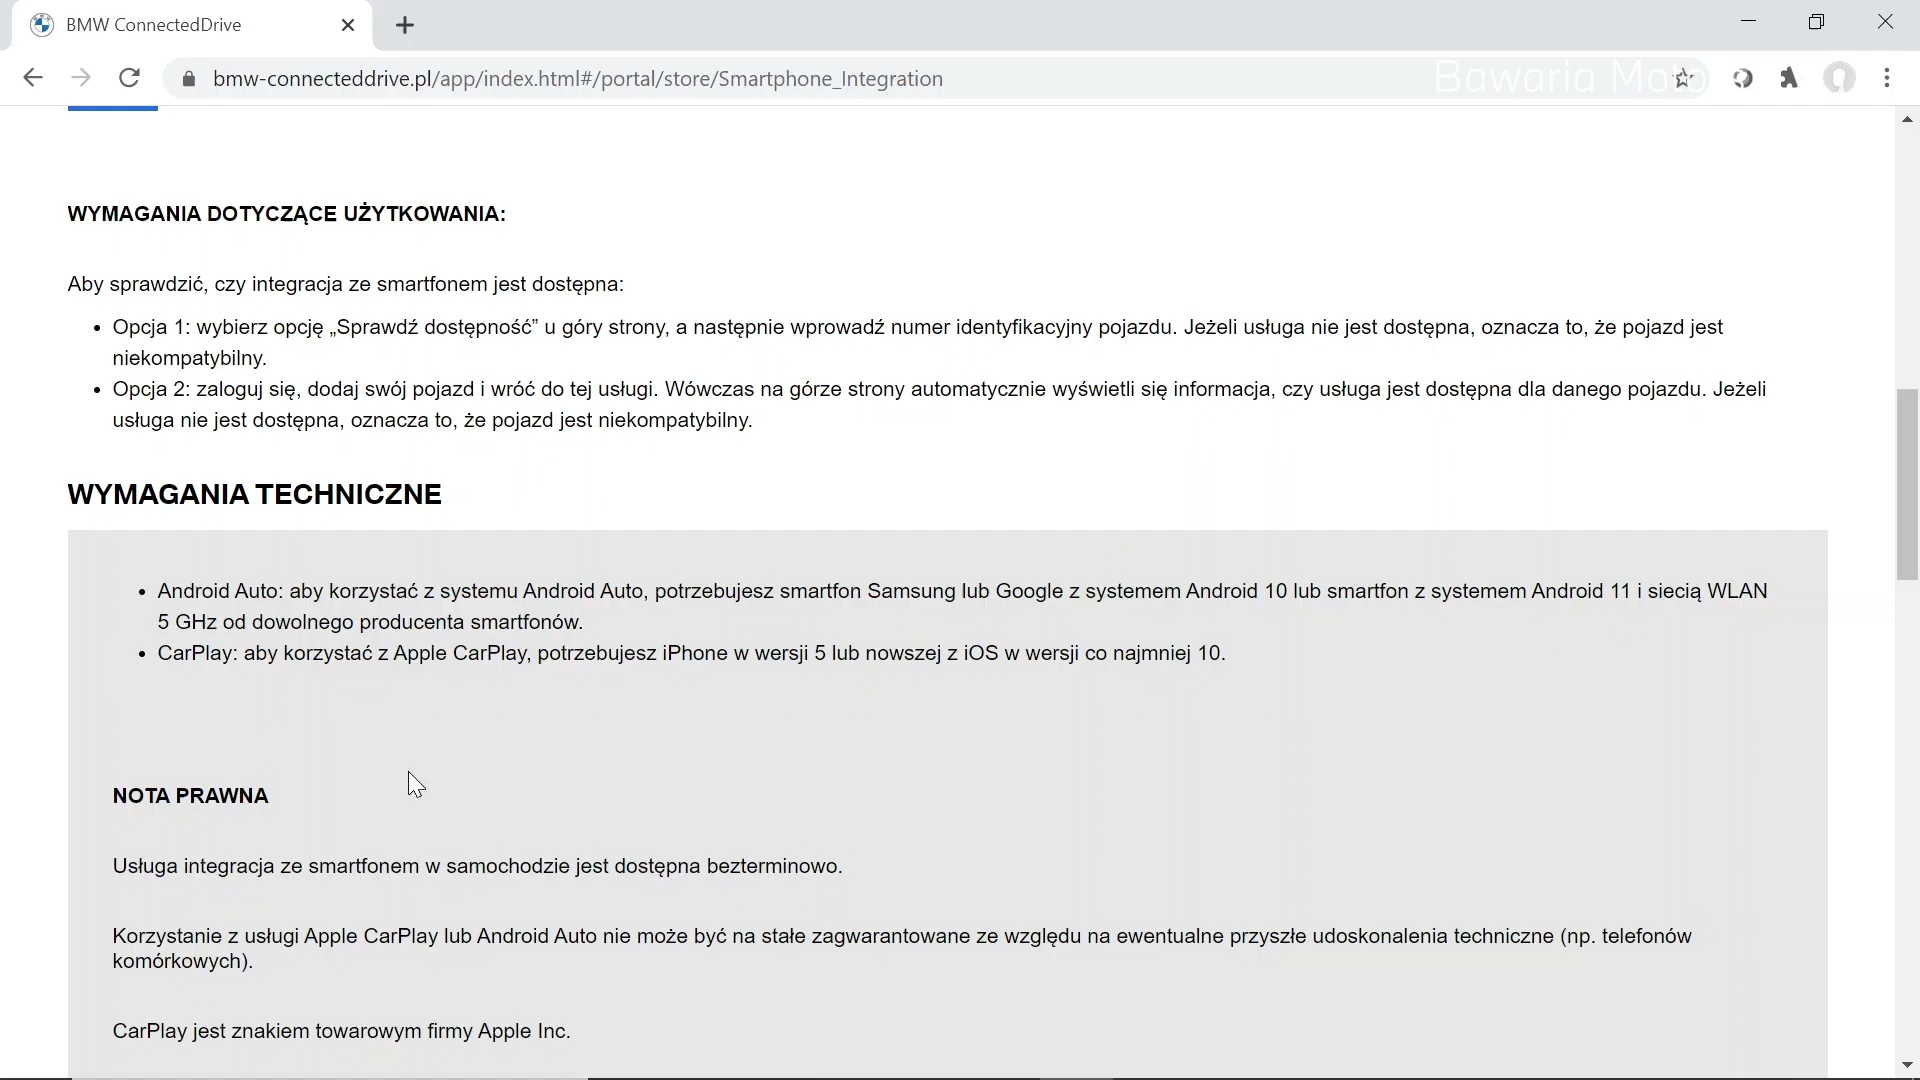 BMW ConnectedDrive
bmw-connecteddrive.pl/app/index.html#/portal/store/Smartphone_Integration
Bawaria Moto
WYMAGANIA DOTYCZĄCE UŻYTKOWANIA:
Aby sprawdzić, czy integracja ze smartfonem jest dostępna:
• Opcja 1: wybierz opcję „Sprawdź dostępność” u góry strony, a następnie wprowadź numer identyfikacyjny pojazdu. Jeżeli usługa nie jest dostępna, oznacza to, że pojazd jest
niekompatybilny.
• Opcja 2: zaloguj się, dodaj swój pojazd i wróć do tej usługi. Wówczas na górze strony automatycznie wyświetli się informacja, czy usługa jest dostępna dla danego pojazdu. Jeżeli
usługa nie jest dostępna, oznacza to, że pojazd jest niekompatybilny.
WYMAGANIA TECHNICZNE
• Android Auto: aby korzystać z systemu Android Auto, potrzebujesz smartfon Samsung lub Google z systemem Android 10 lub smartfon z systemem Android 11 i siecią WLAN
5 GHz od dowolnego producenta smartfonów.
• CarPlay: aby korzystać z Apple CarPlay, potrzebujesz iPhone w wersji 5 lub nowszej z iOS w wersji co najmniej 10.
NOTA PRAWNA
Usługa integracja ze smartfonem w samochodzie jest dostępna bezterminowo.
Korzystanie z usługi Apple CarPlay lub Android Auto nie może być na stałe zagwarantowane ze względu na ewentualne przyszłe udoskonalenia techniczne (np. telefonów
komórkowych).
CarPlay jest znakiem towarowym firmy Apple Inc.